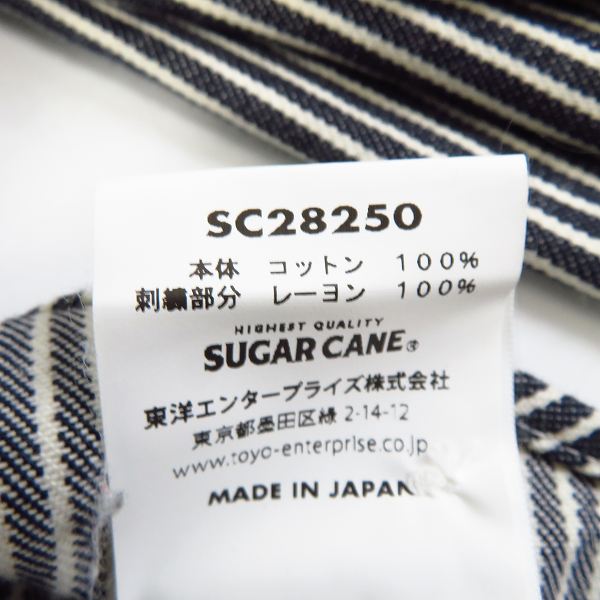 SC28250
本体 コットン 100%
刺繍部分 レーヨン 100%
HIGHEST QUALITY
SUGAR CANE®
東洋エンタープライズ株式会社
東京都墨田区緑 2-14-12
www.toyo-enterprise.co.jp
MADE IN JAPAN